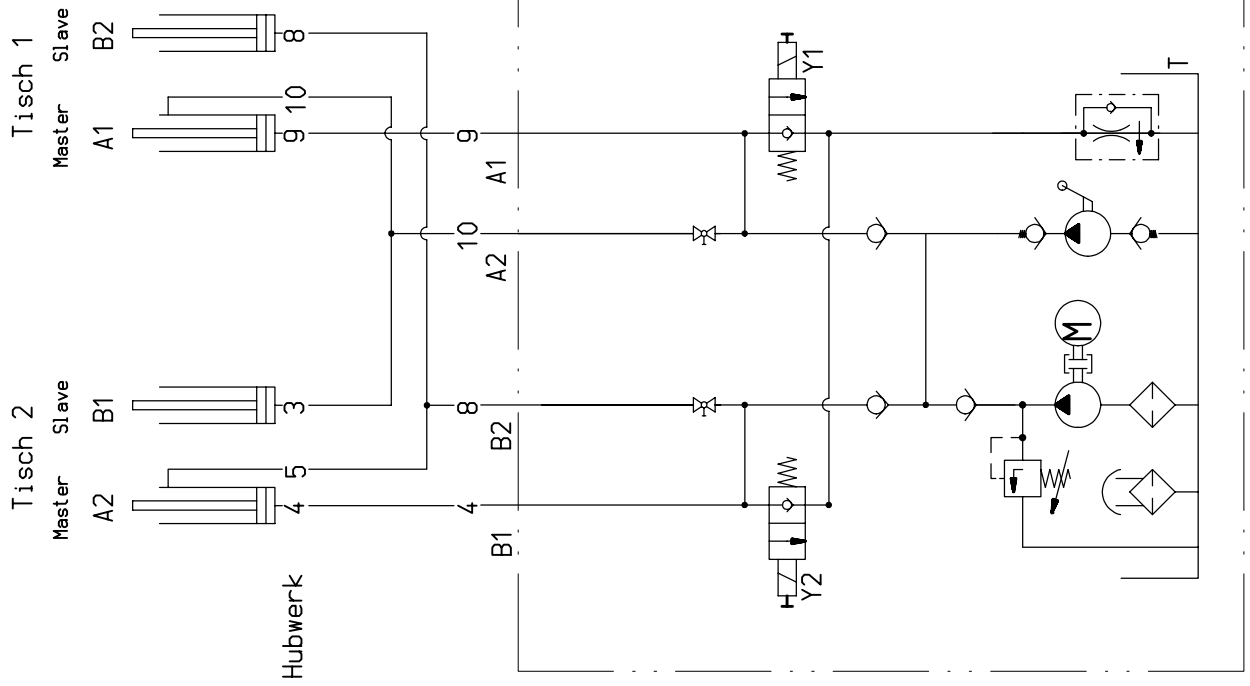 Tisch 2
Master
Slave
A2
B1
Tisch 1
Master
Slave
A1
B2
Hubwerk
4
5
3
9
10
8
4
8
10
9
B1
B2
A2
A1
Y2
Y1
M
T